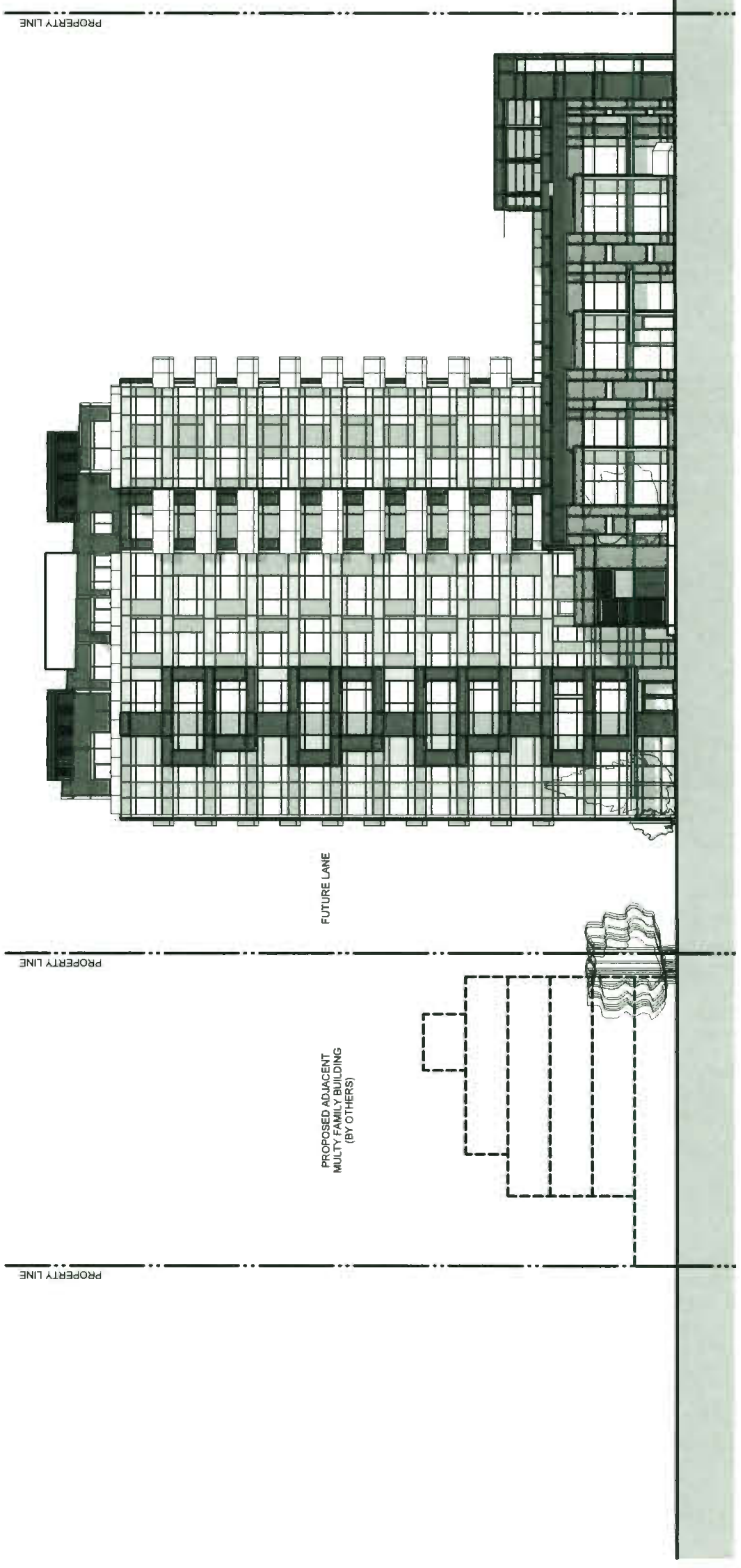 PROPERTY LINE
FUTURE LANE
PROPERTY LINE
PROPOSED ADJACENT
MULTY FAMILY BUILDING
(BY OTHERS)
PROPERTY LINE